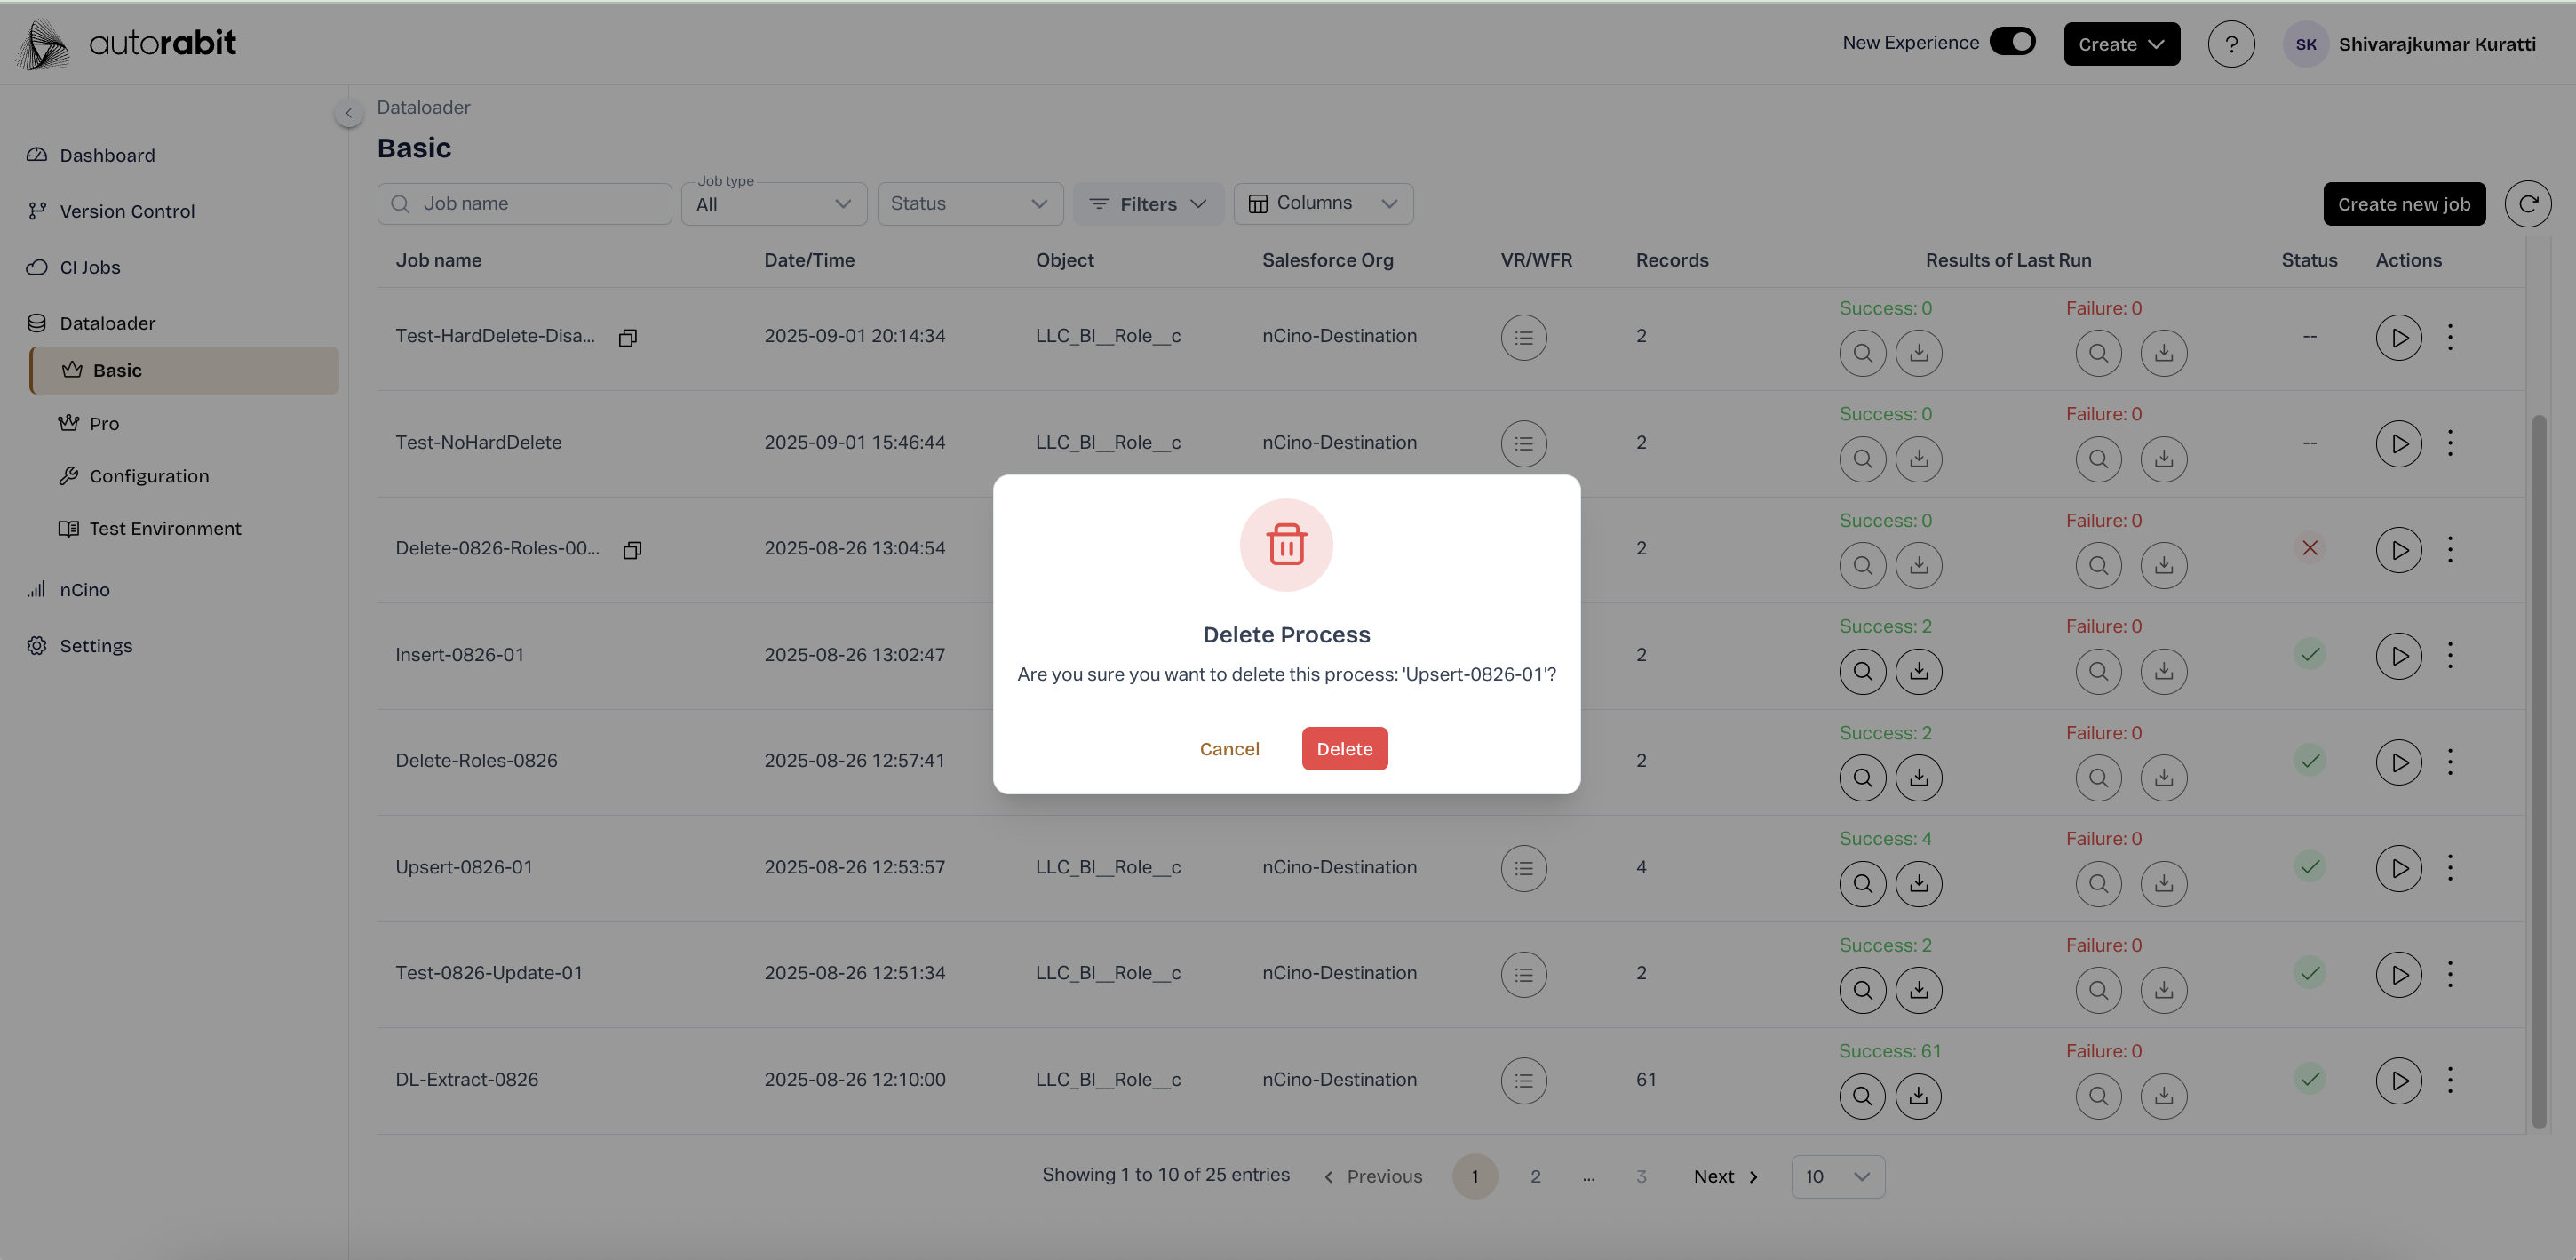 autorabit
New Experience
Create
?
SK
Shivarajkumar Kuratti
Dashboard
Version Control
CI Jobs
Dataloader
Basic
Pro
Configuration
Test Environment
nCino
Settings
Dataloader
Basic
Job name
Job type
All
Status
Filters
Columns
Create new job
Job name Date/Time Object Salesforce Org VR/WFR Records Results of Last Run Status Actions
Success: 0 Failure: 0
Test-HardDelete-Disa... 2025-09-01 20:14:34 LLC_BI__Role__c nCino-Destination 2 --
Success: 0 Failure: 0
Test-NoHardDelete 2025-09-01 15:46:44 LLC_BI__Role__c nCino-Destination 2 --
Success: 0 Failure: 0
Delete-0826-Roles-00... 2025-08-26 13:04:54 2
Success: 2 Failure: 0
Insert-0826-01 2025-08-26 13:02:47 2
Success: 2 Failure: 0
Delete-Roles-0826 2025-08-26 12:57:41 2
Success: 4 Failure: 0
Upsert-0826-01 2025-08-26 12:53:57 LLC_BI__Role__c nCino-Destination 4
Success: 2 Failure: 0
Test-0826-Update-01 2025-08-26 12:51:34 LLC_BI__Role__c nCino-Destination 2
Success: 61 Failure: 0
DL-Extract-0826 2025-08-26 12:10:00 LLC_BI__Role__c nCino-Destination 61
Delete Process
Are you sure you want to delete this process: 'Upsert-0826-01'?
Cancel Delete
Showing 1 to 10 of 25 entries Previous 1 2 ... 3 Next 10